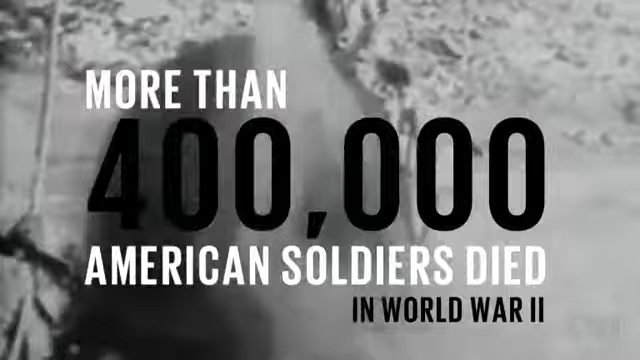 MORE THAN
400,000
AMERICAN SOLDIERS DIED
IN WORLD WAR II